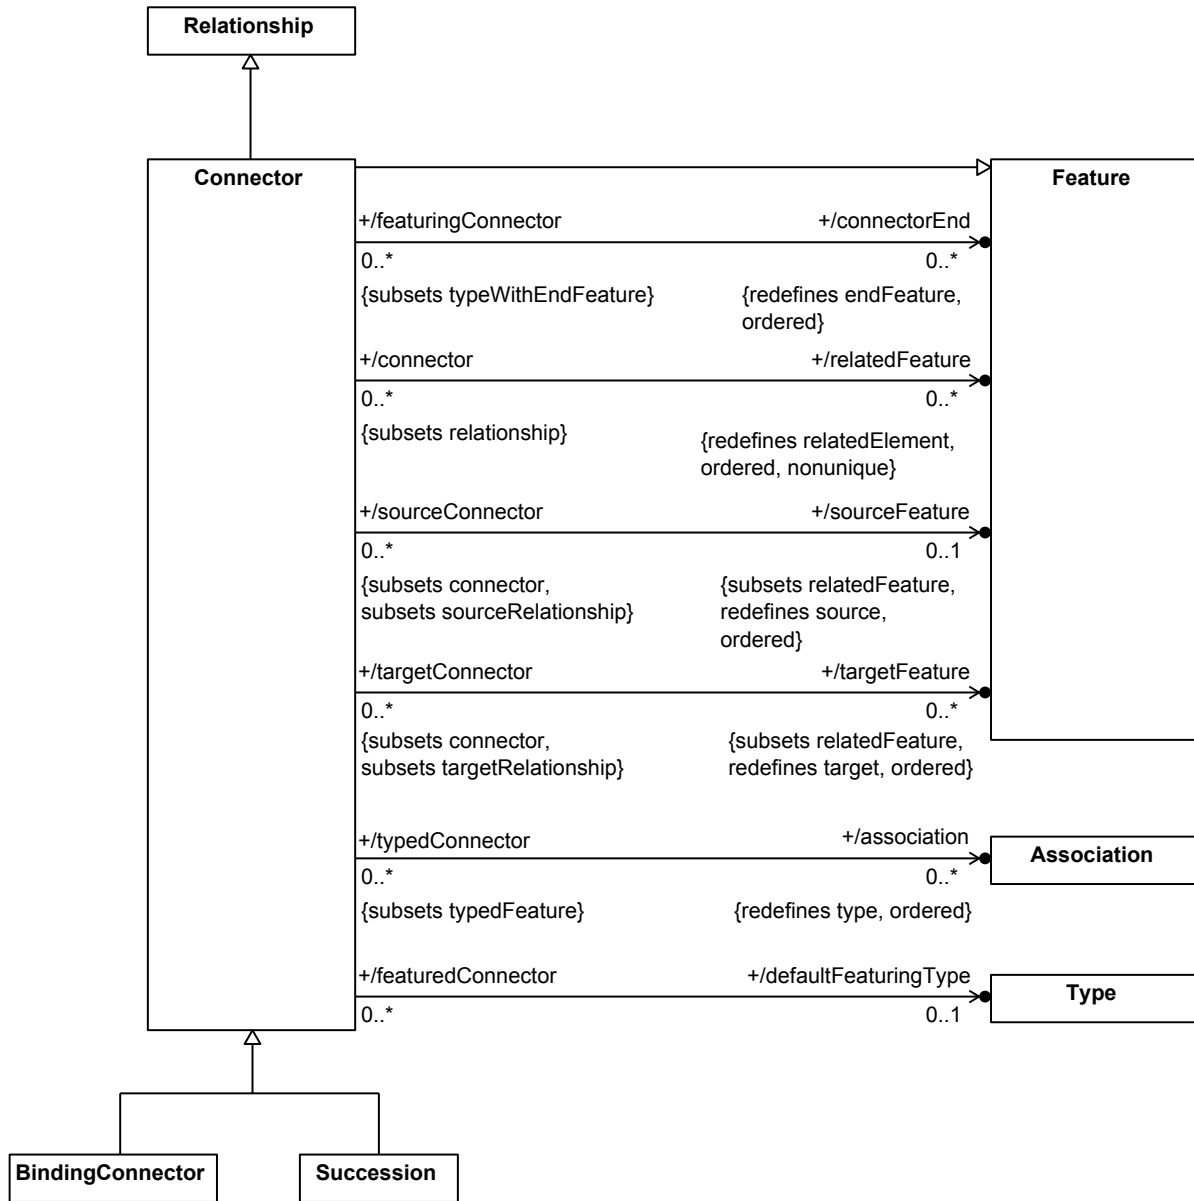 Relationship
Connector
Feature
+/featuringConnector
+/connectorEnd
0..*
0..*
{subsets typeWithEndFeature}
{redefines endFeature,
ordered}
+/connector
+/relatedFeature
0..*
0..*
{subsets relationship}
{redefines relatedElement,
ordered, nonunique}
+/sourceConnector
+/sourceFeature
0..*
0..1
{subsets connector,
subsets sourceRelationship}
{subsets relatedFeature,
redefines source,
ordered}
+/targetConnector
+/targetFeature
0..*
0..*
{subsets connector,
subsets targetRelationship}
{subsets relatedFeature,
redefines target, ordered}
+/typedConnector
+/association
Association
0..*
0..*
{subsets typedFeature}
{redefines type, ordered}
+/featuredConnector
+/defaultFeaturingType
Type
0..*
0..1
BindingConnector
Succession